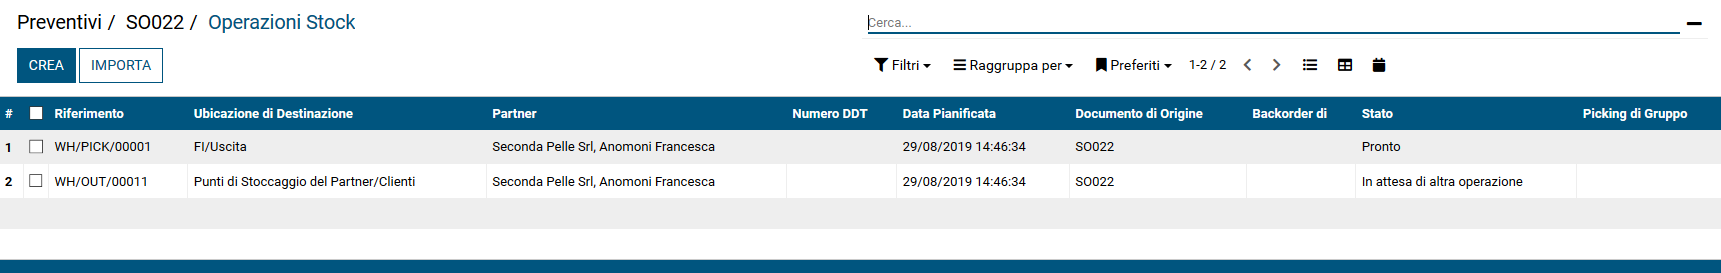 Preventivi / SO022 / Operazioni Stock
Cerca...
CREA IMPORTA
Filtri Raggruppa per Preferiti 1-2 / 2
# Riferimento Ubicazione di Destinazione Partner Numero DDT Data Pianificata Documento di Origine Backorder di Stato Picking di Gruppo
1 WH/PICK/00001 FI/Uscita Seconda Pelle Srl, Anomoni Francesca 29/08/2019 14:46:34 SO022 Pronto
2 WH/OUT/00011 Punti di Stoccaggio del Partner/Clienti Seconda Pelle Srl, Anomoni Francesca 29/08/2019 14:46:34 SO022 In attesa di altra operazione